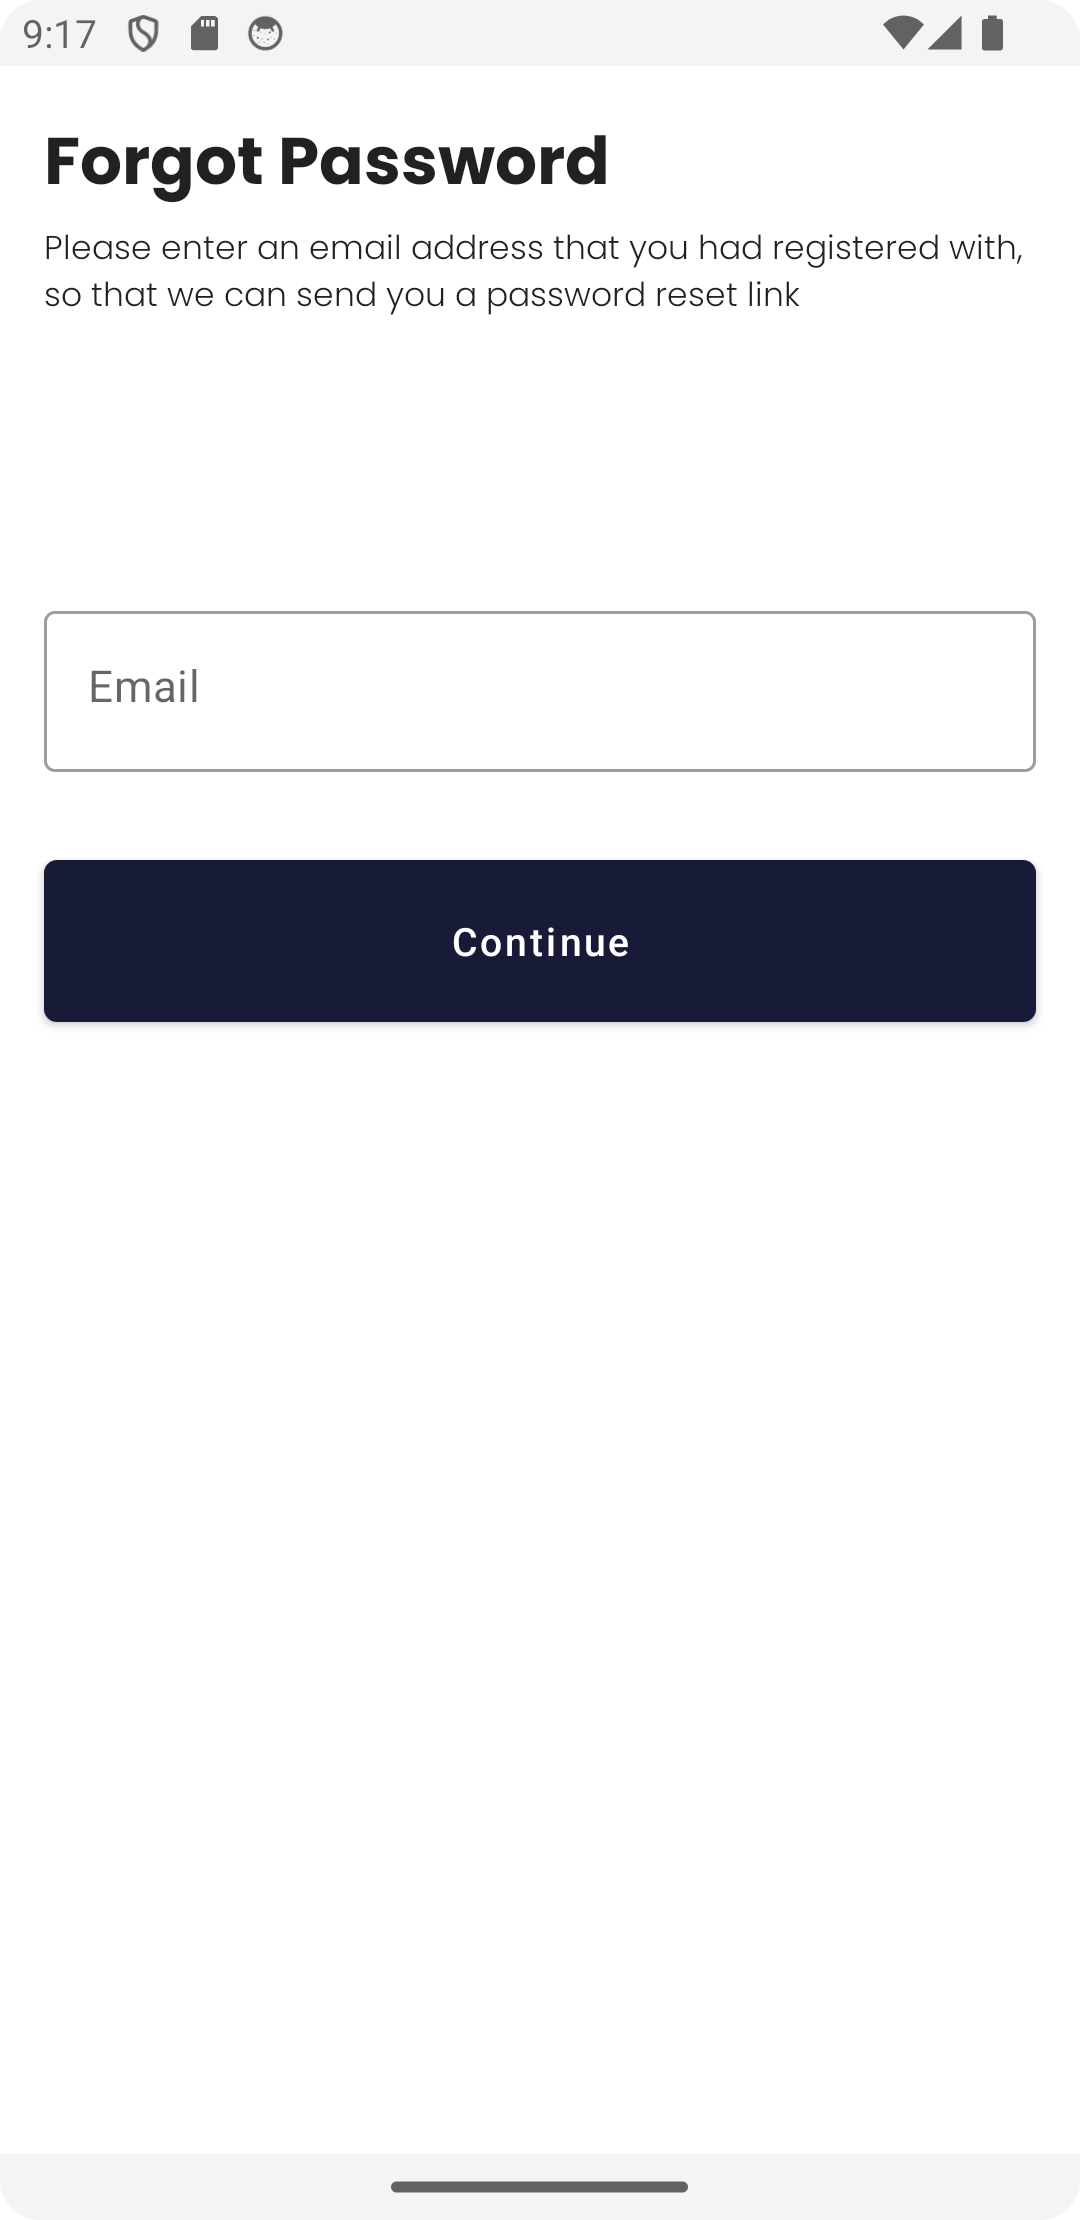 9:17
Forgot Password
Please enter an email address that you had registered with,
so that we can send you a password reset link
Email
Continue